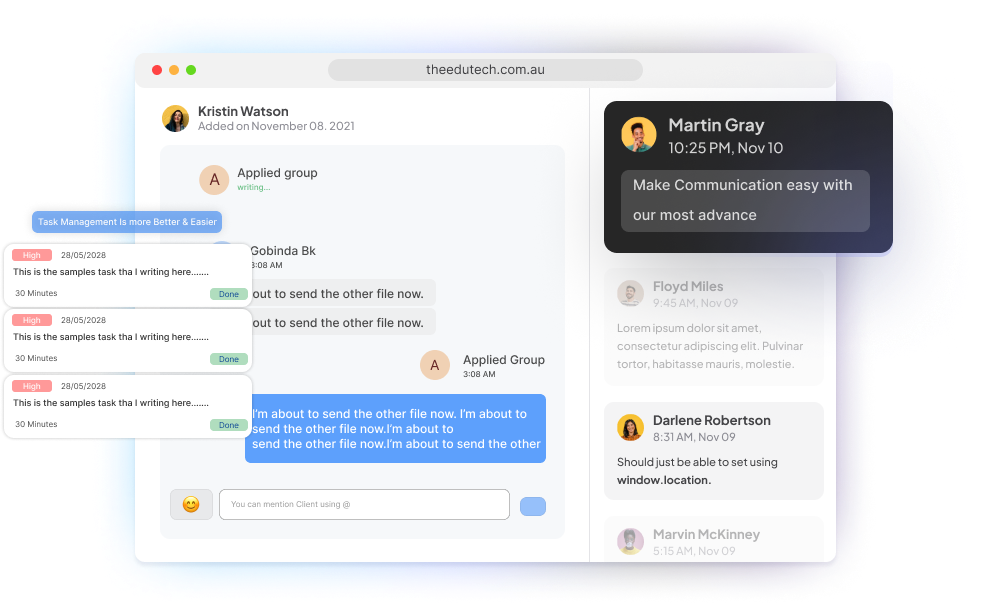 theedutech.com.au
Kristin Watson
Added on November 08. 2021
A
Applied group
writing...
Task Management Is more Better & Easier
High 28/05/2028
This is the samples task tha I writing here.......
30 Minutes Done
High 28/05/2028
This is the samples task tha I writing here.......
30 Minutes Done
High 28/05/2028
This is the samples task tha I writing here.......
30 Minutes Done
Gobinda Bk
3:08 AM
out to send the other file now.
out to send the other file now.
A
Applied Group
3:08 AM
I'm about to send the other file now. I'm about to
send the other file now.I'm about to
send the other file now.I'm about to send the other
You can mention Client using @
Martin Gray
10:25 PM, Nov 10
Make Communication easy with
our most advance
Floyd Miles
9:45 AM, Nov 09
Lorem ipsum dolor sit amet,
consectetur adipiscing elit. Pulvinar
tortor, habitasse mauris, molestie.
Darlene Robertson
8:31 AM, Nov 09
Should just be able to set using
window.location.
Marvin McKinney
5:15 AM, Nov 09